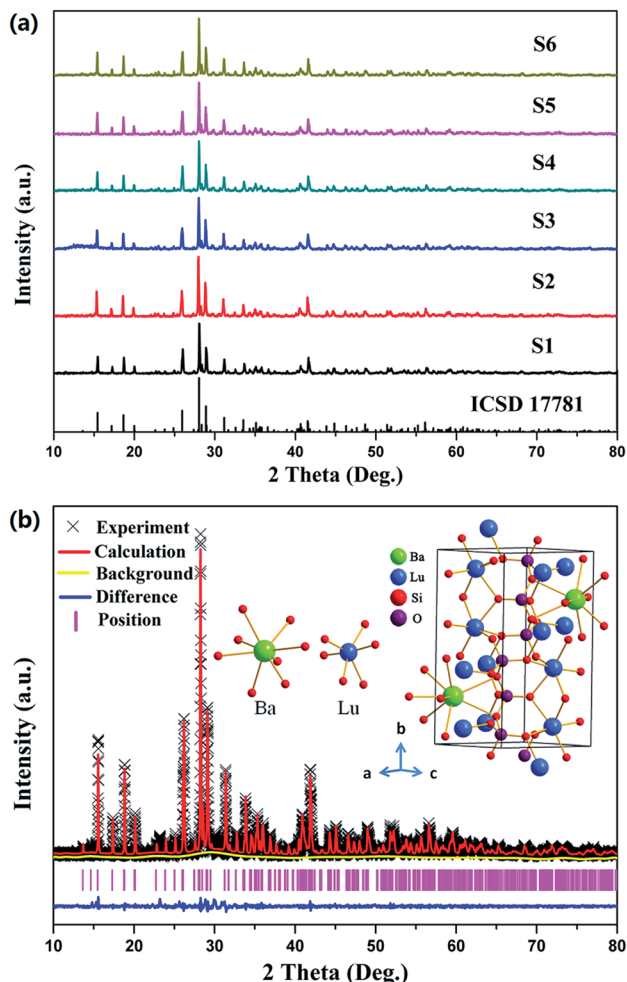 (a)
S6
S5
S4
S3
S2
S1
ICSD 17781
Intensity (a.u.)
10 20 30 40 50 60 70 80
2 Theta (Deg.)
(b)
Experiment
Calculation
Background
Difference
Position
Ba
Lu
Si
O
Ba
Lu
b
a
c
Intensity (a.u.)
10 20 30 40 50 60 70 80
2 Theta (Deg.)